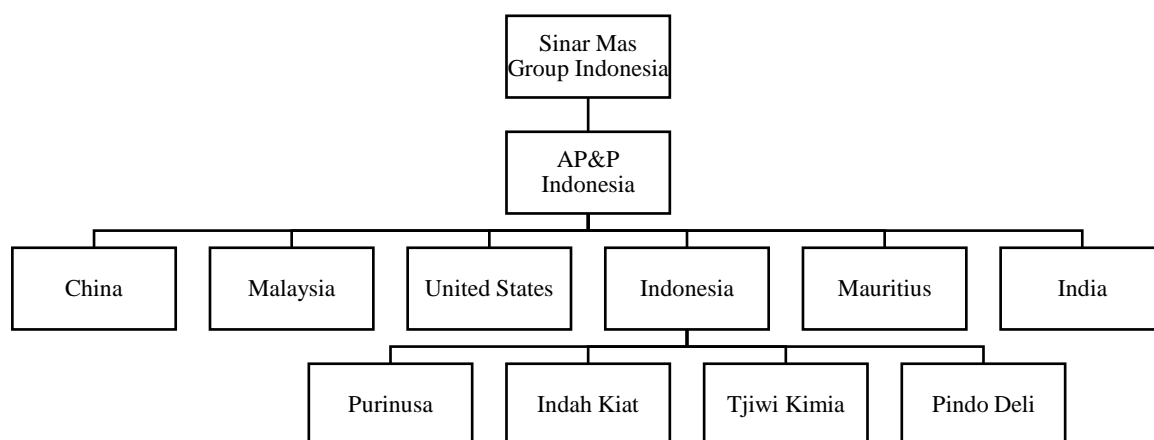 Sinar Mas
Group Indonesia
AP&P
Indonesia
China
Malaysia
United States
Indonesia
Mauritius
India
Purinusa
Indah Kiat
Tjiwi Kimia
Pindo Deli